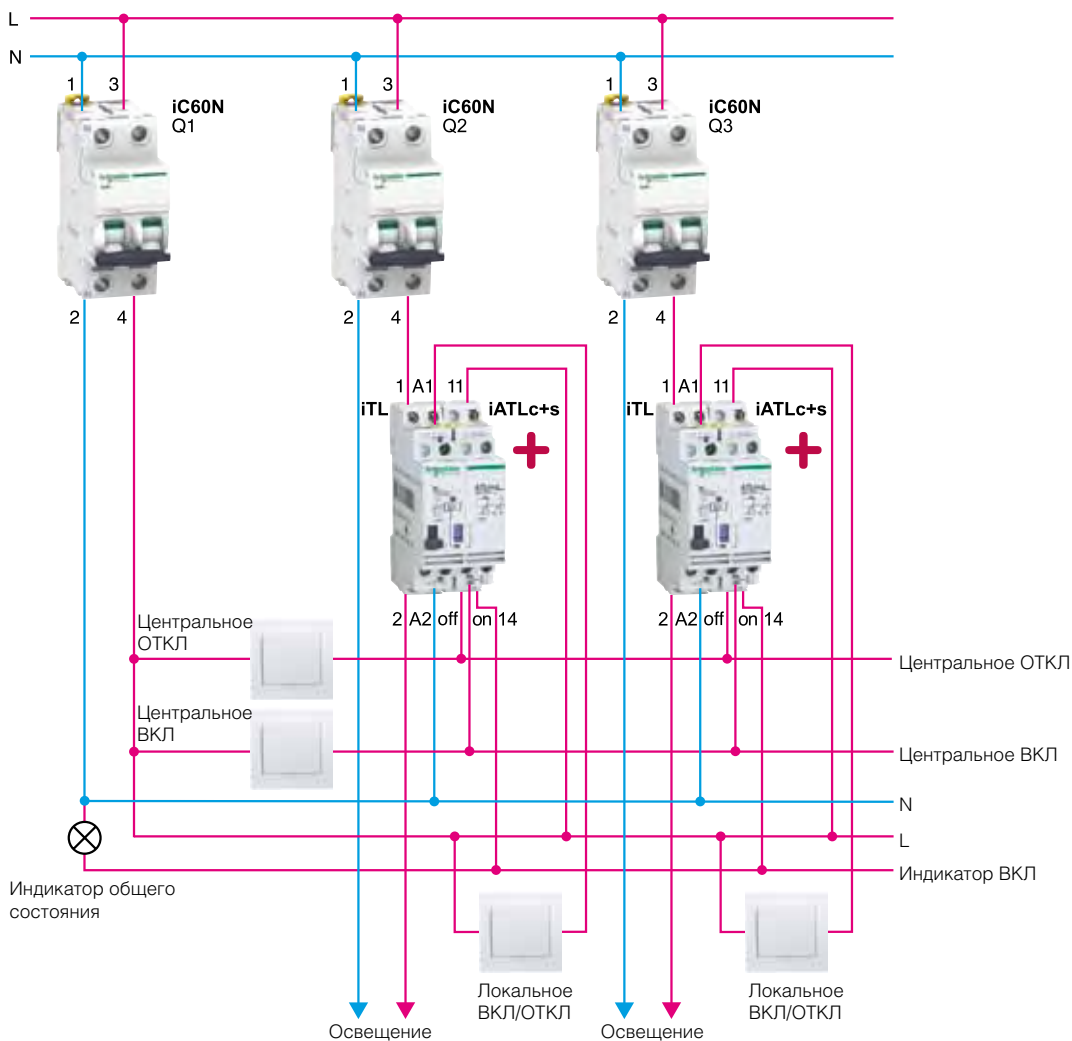 L
N
1 3
iC60N
Q1
1 3
iC60N
Q2
1 3
iC60N
Q3
2 4
2 4
2 4
1 A1 11
iTL
iATLc+s
1 A1 11
iTL
iATLc+s
2 A2 off on 14
2 A2 off on 14
Центральное
ОТКЛ
Центральное ОТКЛ
Центральное
ВКЛ
Центральное ВКЛ
N
L
Индикатор ВКЛ
Индикатор общего
состояния
Локальное
ВКЛ/ОТКЛ
Локальное
ВКЛ/ОТКЛ
Освещение
Освещение